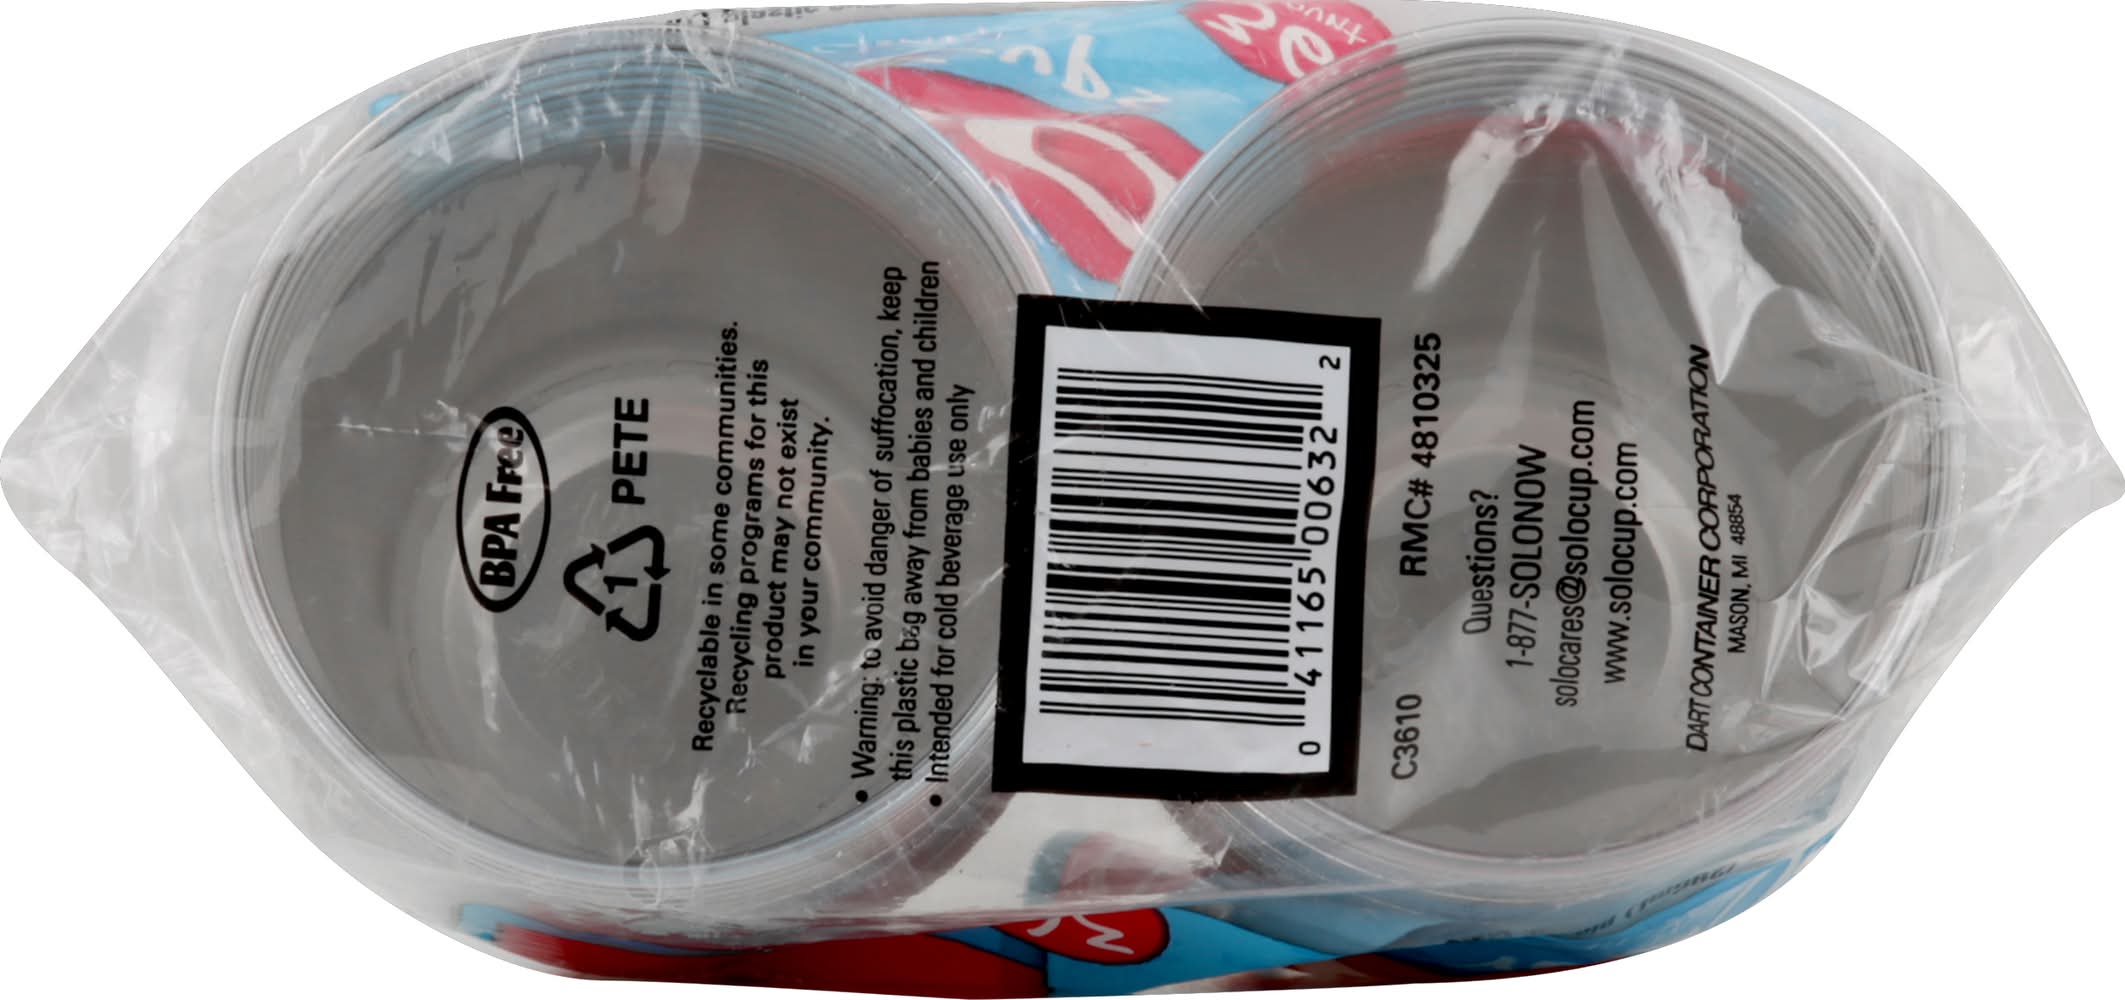 BPA Free
1 PETE
Recyclable in some communities.
Recycling programs for this
product may not exist
in your community.
• Warning: to avoid danger of suffocation, keep
this plastic bag away from babies and children
• Intended for cold beverage use only
0 41165 00632 2
C3610
RMC# 4810325
Questions?
1-877-SOLONOW
solocares@solocup.com
www.solocup.com
DART CONTAINER CORPORATION
MASON, MI 48854